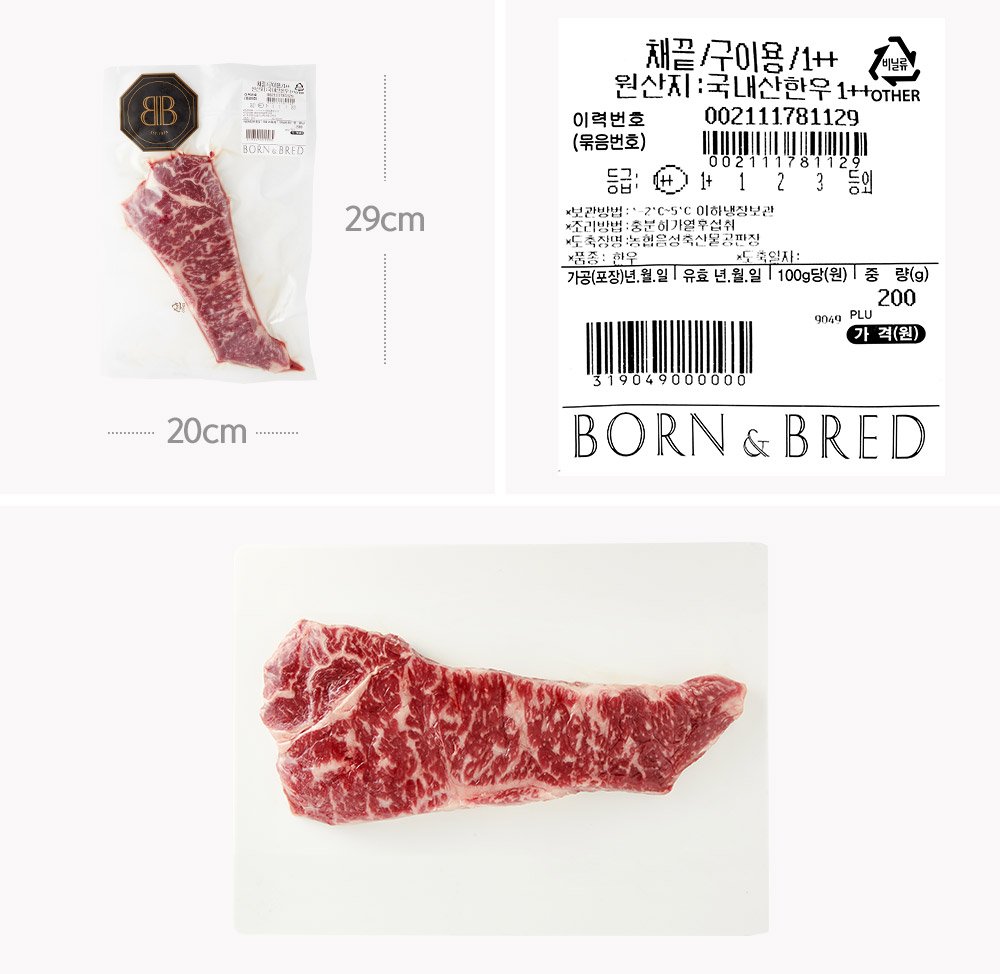 BORN & BRED
29cm
20cm
채끝/구이용/1++
원산지:국내산한우1++
비닐류
OTHER
이력번호 002111781129
(묶음번호)
002111781129
등급: 1++ 1+ 1 2 3 등외
*보관방법:-2°C~5°C 이하냉장보관
*조리방법:충분히가열후섭취
*도축장명:농협음성축산물공판장
*품종: 한우 *도축일자:
가공(포장)년.월.일 유효 년.월.일 100g당(원) 중 량(g)
200
9049 PLU
가 격(원)
319049000000
BORN & BRED